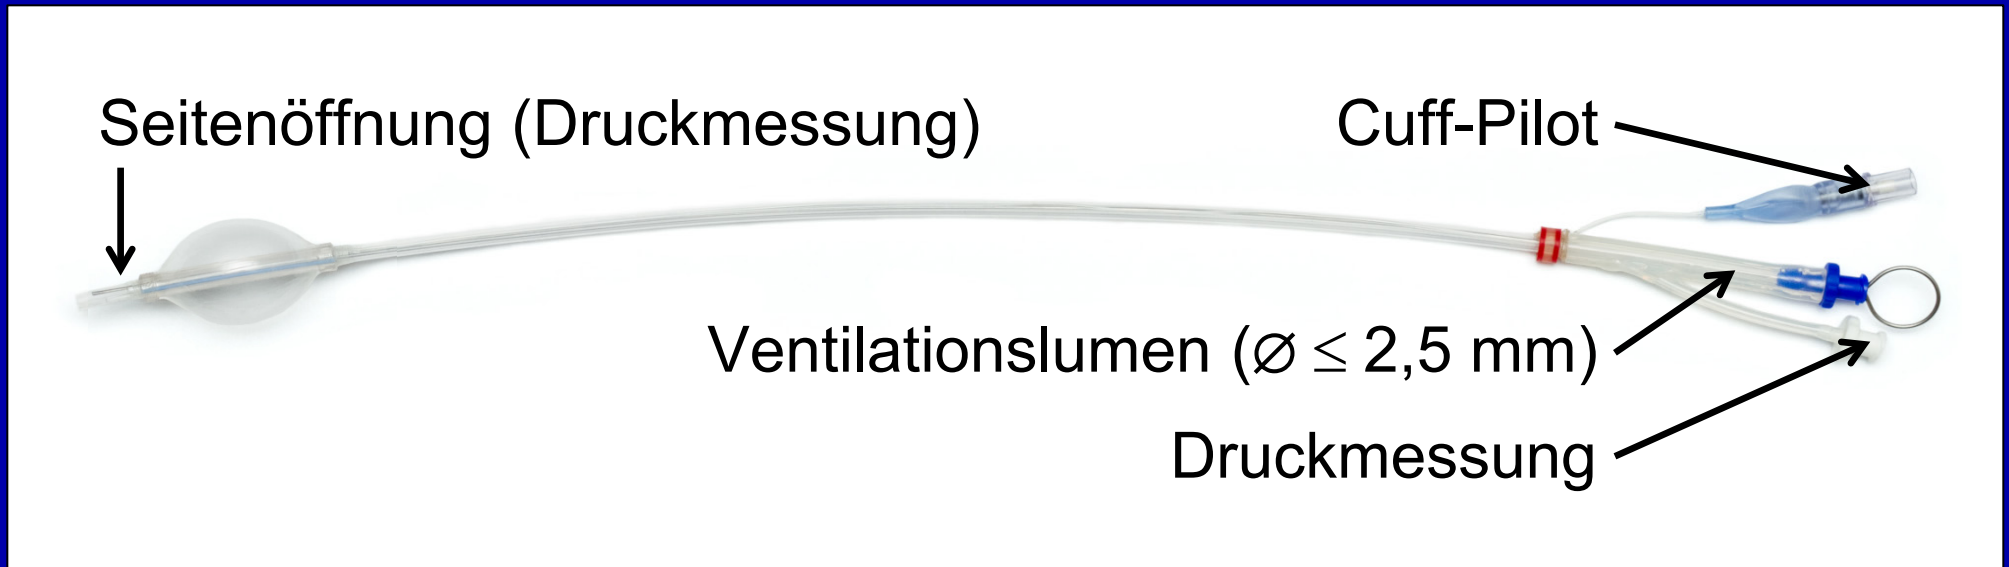 Seitenöffnung (Druckmessung)
Cuff-Pilot
Ventilationslumen (∅ ≤ 2,5 mm)
Druckmessung